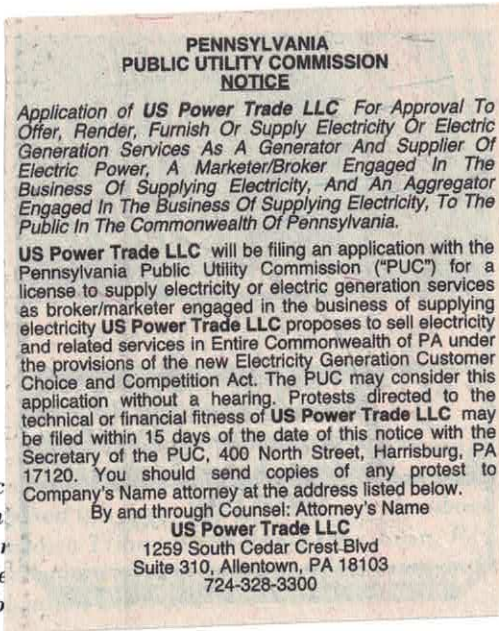 PENNSYLVANIA
PUBLIC UTILITY COMMISSION
NOTICE
Application of US Power Trade LLC For Approval To
Offer, Render, Furnish Or Supply Electricity Or Electric
Generation Services As A Generator And Supplier Of
Electric Power, A Marketer/Broker Engaged In The
Business Of Supplying Electricity, And An Aggregator
Engaged In The Business Of Supplying Electricity, To The
Public In The Commonwealth Of Pennsylvania.
US Power Trade LLC will be filing an application with the
Pennsylvania Public Utility Commission ("PUC") for a
license to supply electricity or electric generation services
as broker/marketer engaged in the business of supplying
electricity US Power Trade LLC proposes to sell electricity
and related services in Entire Commonwealth of PA under
the provisions of the new Electricity Generation Customer
Choice and Competition Act. The PUC may consider this
application without a hearing. Protests directed to the
technical or financial fitness of US Power Trade LLC may
be filed within 15 days of the date of this notice with the
Secretary of the PUC, 400 North Street, Harrisburg, PA
17120. You should send copies of any protest to
Company's Name attorney at the address listed below.
By and through Counsel: Attorney's Name
US Power Trade LLC
1259 South Cedar Crest Blvd
Suite 310, Allentown, PA 18103
724-328-3300